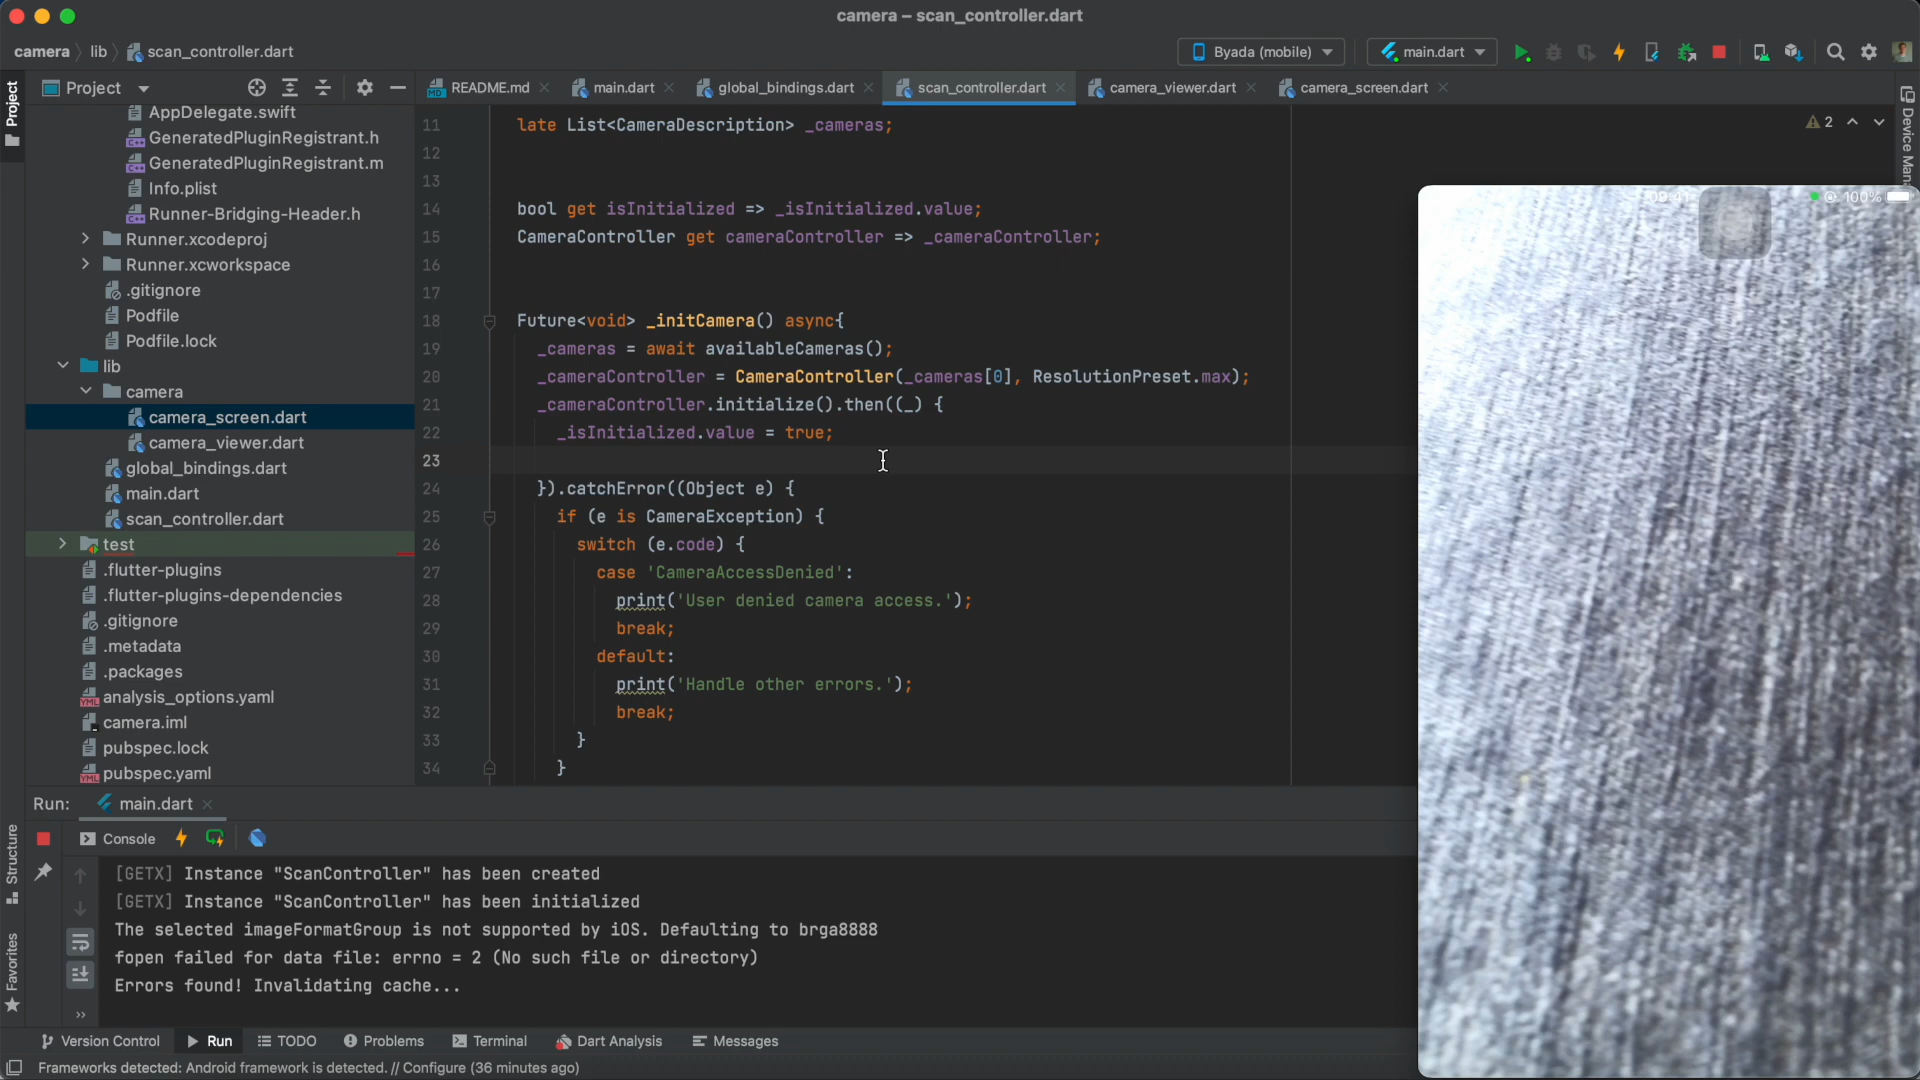 camera – scan_controller.dart
camera
lib
scan_controller.dart
Byada (mobile)
main.dart
Project
README.md
main.dart
global_bindings.dart
scan_controller.dart
camera_viewer.dart
camera_screen.dart
Project
AppDelegate.swift
GeneratedPluginRegistrant.h
GeneratedPluginRegistrant.m
Info.plist
Runner-Bridging-Header.h
Runner.xcodeproj
Runner.xcworkspace
.gitignore
Podfile
Podfile.lock
lib
camera
camera_screen.dart
camera_viewer.dart
global_bindings.dart
main.dart
scan_controller.dart
test
.flutter-plugins
.flutter-plugins-dependencies
.gitignore
.metadata
.packages
analysis_options.yaml
camera.iml
pubspec.lock
pubspec.yaml
11 late List<CameraDescription> _cameras;
12
13
14 bool get isInitialized => _isInitialized.value;
15 CameraController get cameraController => _cameraController;
16
17
18 Future<void> _initCamera() async{
19 _cameras = await availableCameras();
20 _cameraController = CameraController(_cameras[0], ResolutionPreset.max);
21 _cameraController.initialize().then((_) {
22 _isInitialized.value = true;
23
24 }).catchError((Object e) {
25 if (e is CameraException) {
26 switch (e.code) {
27 case 'CameraAccessDenied':
28 print('User denied camera access.');
29 break;
30 default:
31 print('Handle other errors.');
32 break;
33 }
34 }
2
09:41
100%
Run:
main.dart
Console
[GETX] Instance "ScanController" has been created
[GETX] Instance "ScanController" has been initialized
The selected imageFormatGroup is not supported by iOS. Defaulting to brga8888
fopen failed for data file: errno = 2 (No such file or directory)
Errors found! Invalidating cache...
Structure
Favorites
Version Control
Run
TODO
Problems
Terminal
Dart Analysis
Messages
Frameworks detected: Android framework is detected. // Configure (36 minutes ago)